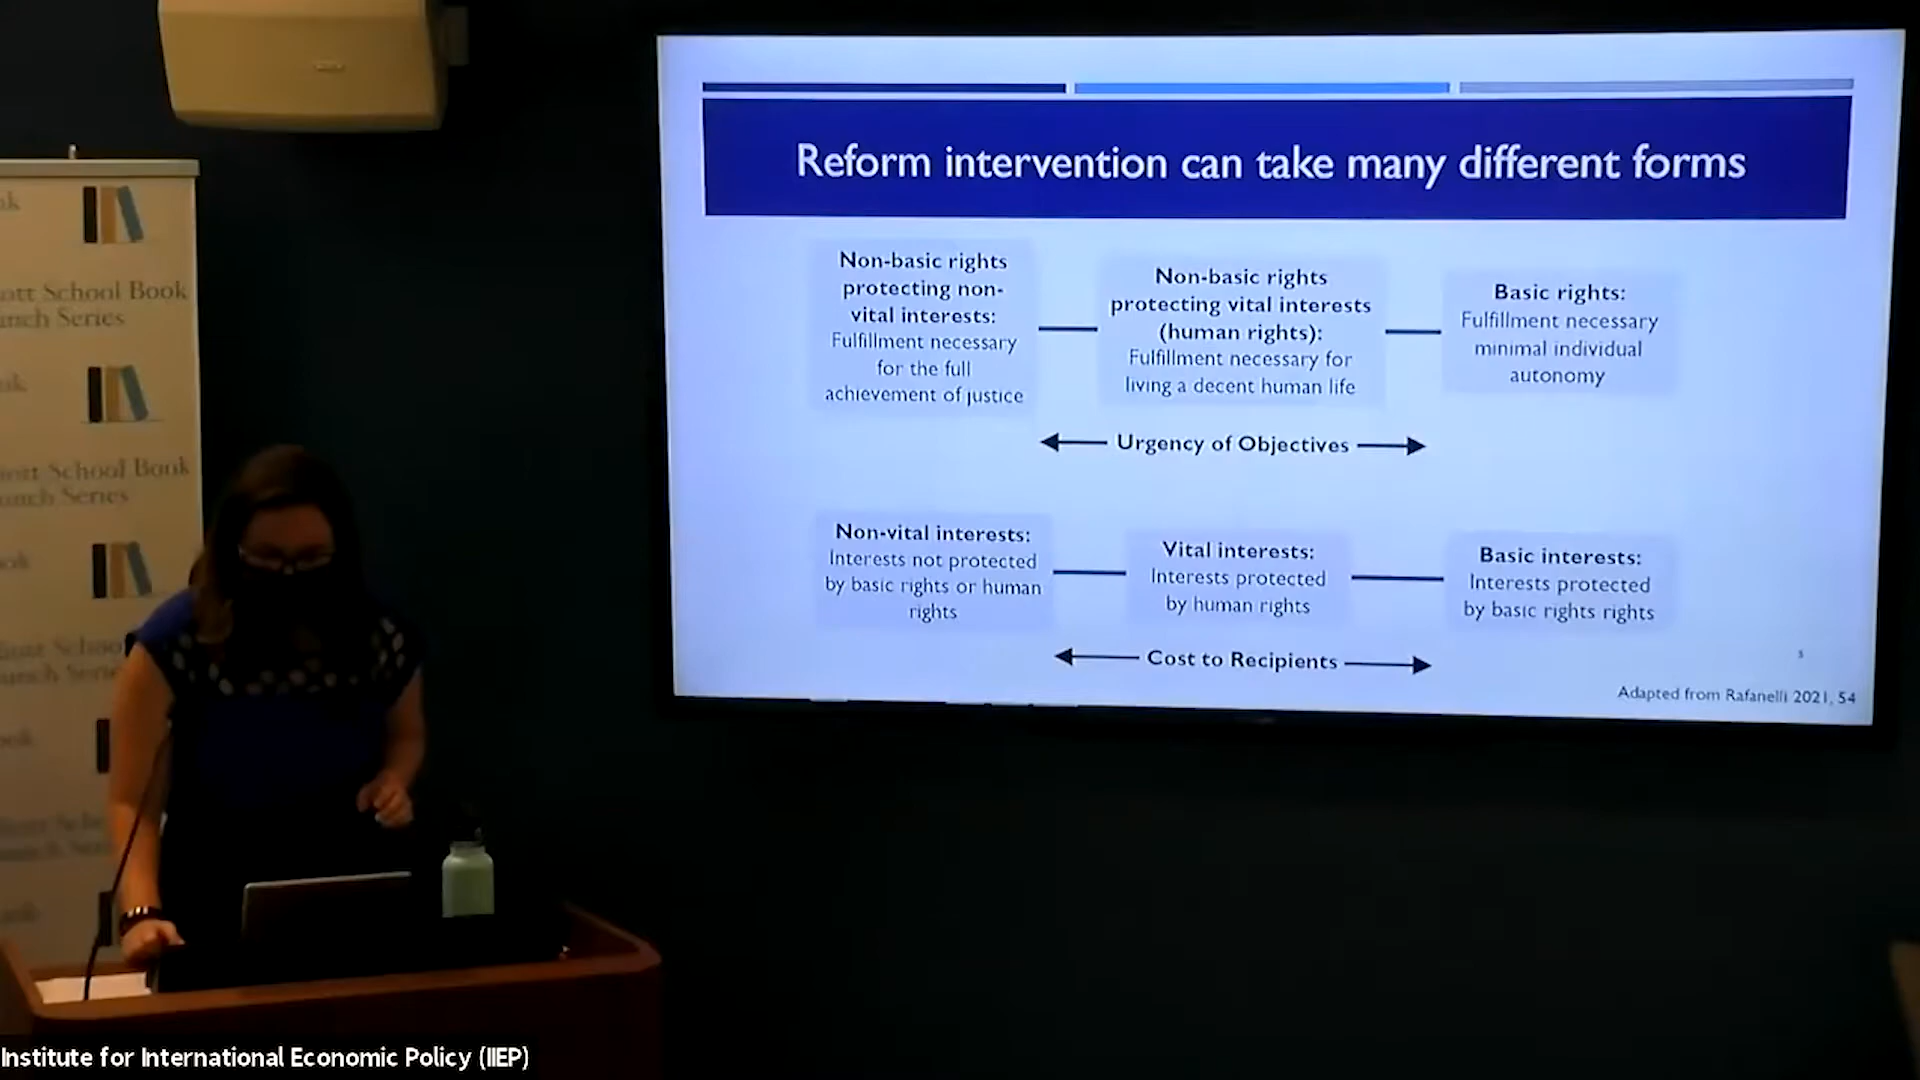 Reform intervention can take many different forms
Non-basic rights
protecting non-
vital interests:
Fulfillment necessary
for the full
achievement of justice
Non-basic rights
protecting vital interests
(human rights):
Fulfillment necessary for
living a decent human life
Basic rights:
Fulfillment necessary
minimal individual
autonomy
Urgency of Objectives
Non-vital interests:
Interests not protected
by basic rights or human
rights
Vital interests:
Interests protected
by human rights
Basic interests:
Interests protected
by basic rights rights
Cost to Recipients
Adapted from Rafanelli 2021, 54
ott School Book
unch Series
ott School Book
unch Series
Institute for International Economic Policy (IIEP)